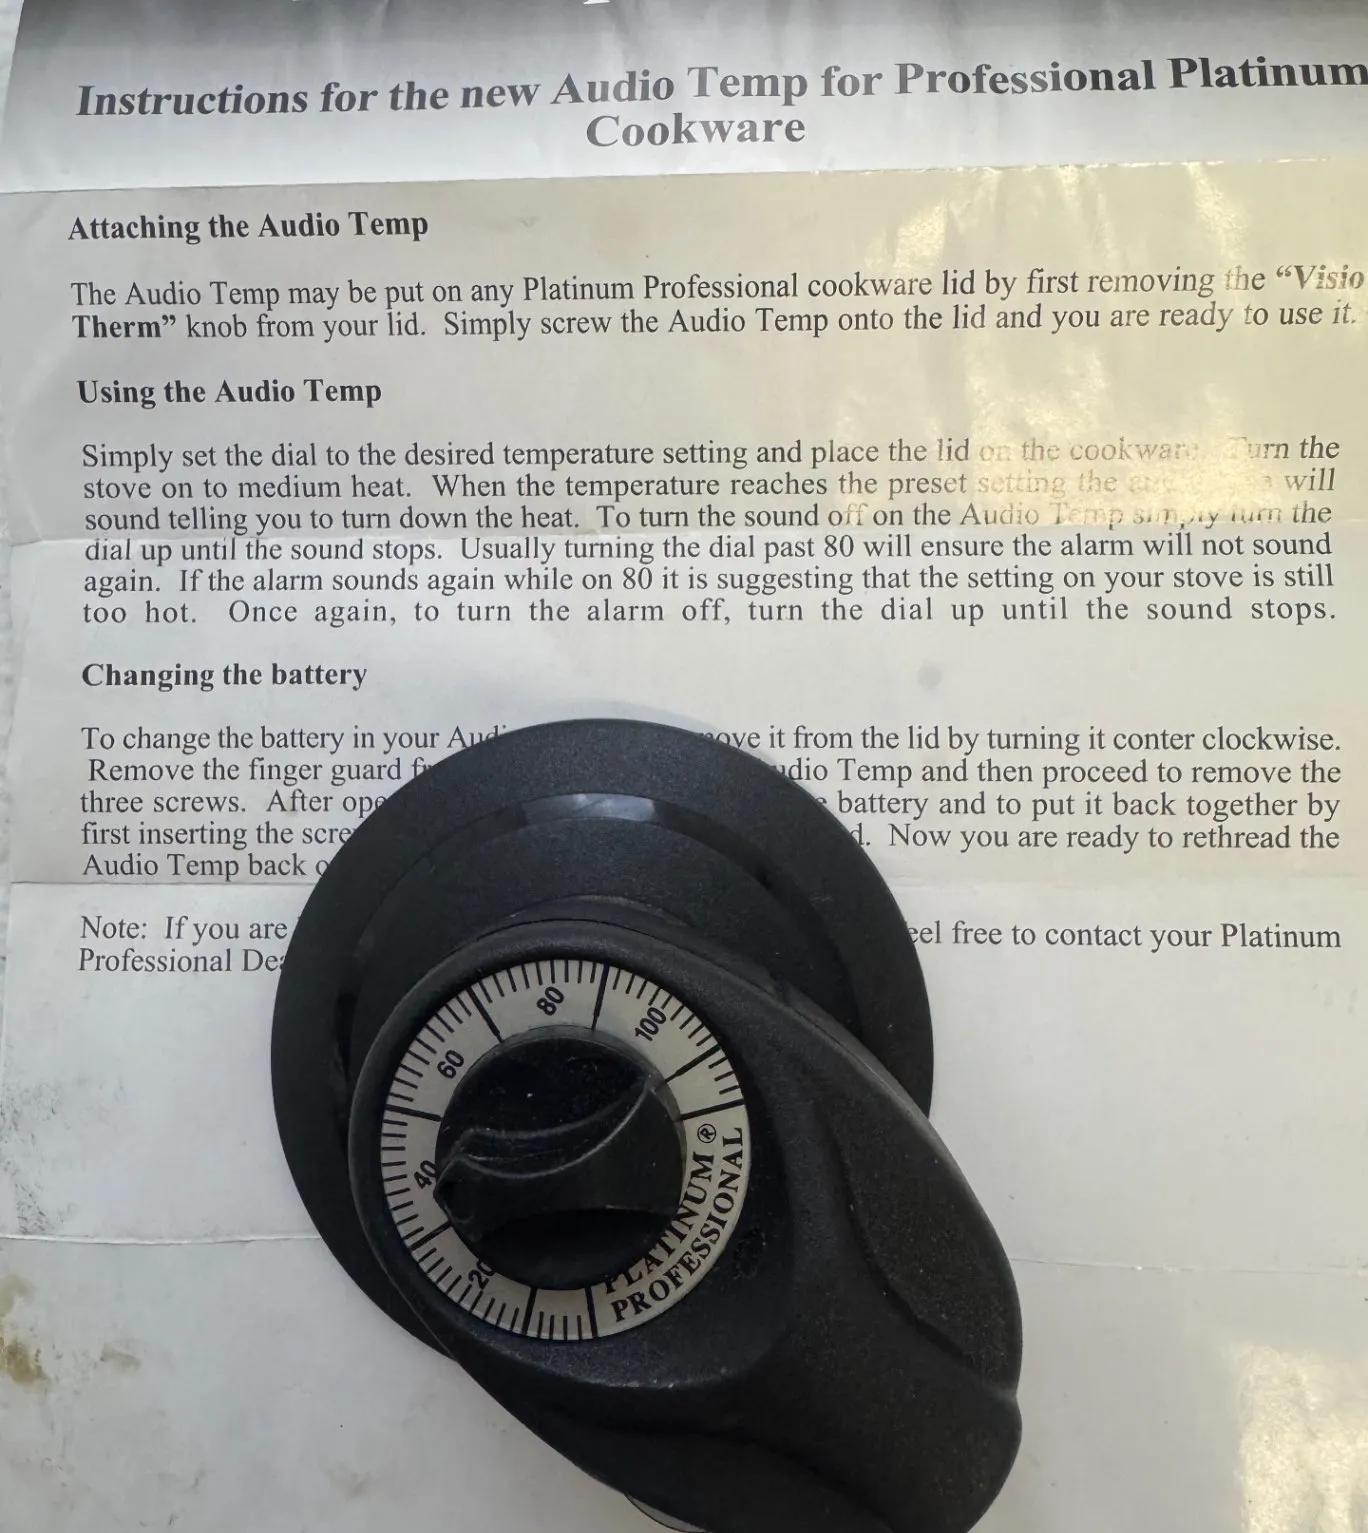 Instructions for the new Audio Temp for Professional Platinum
Cookware
Attaching the Audio Temp
The Audio Temp may be put on any Platinum Professional cookware lid by first removing the “Visio
Therm” knob from your lid. Simply screw the Audio Temp onto the lid and you are ready to use it.
Using the Audio Temp
Simply set the dial to the desired temperature setting and place the lid on the cookware. Turn the
stove on to medium heat. When the temperature reaches the preset setting the will
sound telling you to turn down the heat. To turn the sound off on the Audio Temp simply turn the
dial up until the sound stops. Usually turning the dial past 80 will ensure the alarm will not sound
again. If the alarm sounds again while on 80 it is suggesting that the setting on your stove is still
too hot. Once again, to turn the alarm off, turn the dial up until the sound stops.
Changing the battery
To change the battery in your it from the lid by turning it conter clockwise.
Remove the finger guard Temp and then proceed to remove the
three screws. After battery and to put it back together by
first inserting the Now you are ready to rethread the
Audio Temp back
Note: If you are free to contact your Platinum
Professional
20
40
60
80
100
PLATINUM ®
PROFESSIONAL